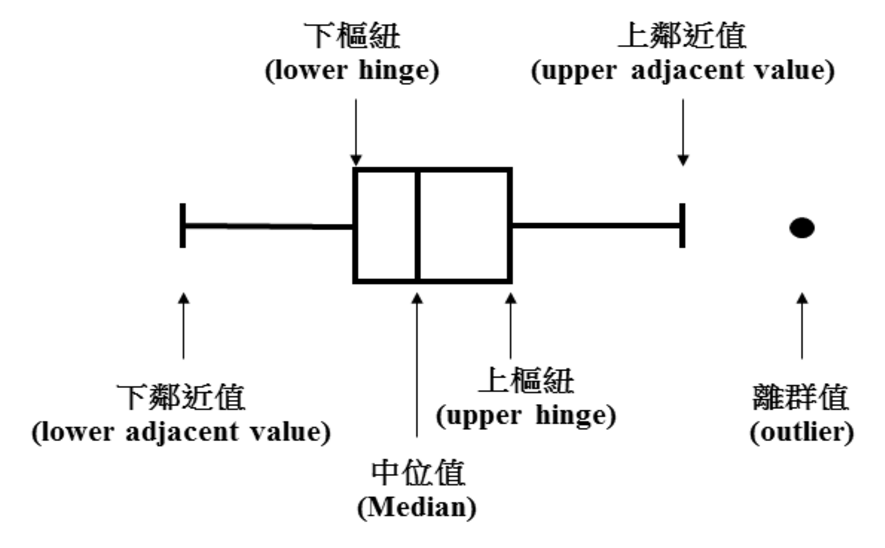 下樞紐
(lower hinge)
上鄰近值
(upper adjacent value)
下鄰近值
(lower adjacent value)
中位值
(Median)
上樞紐
(upper hinge)
離群值
(outlier)